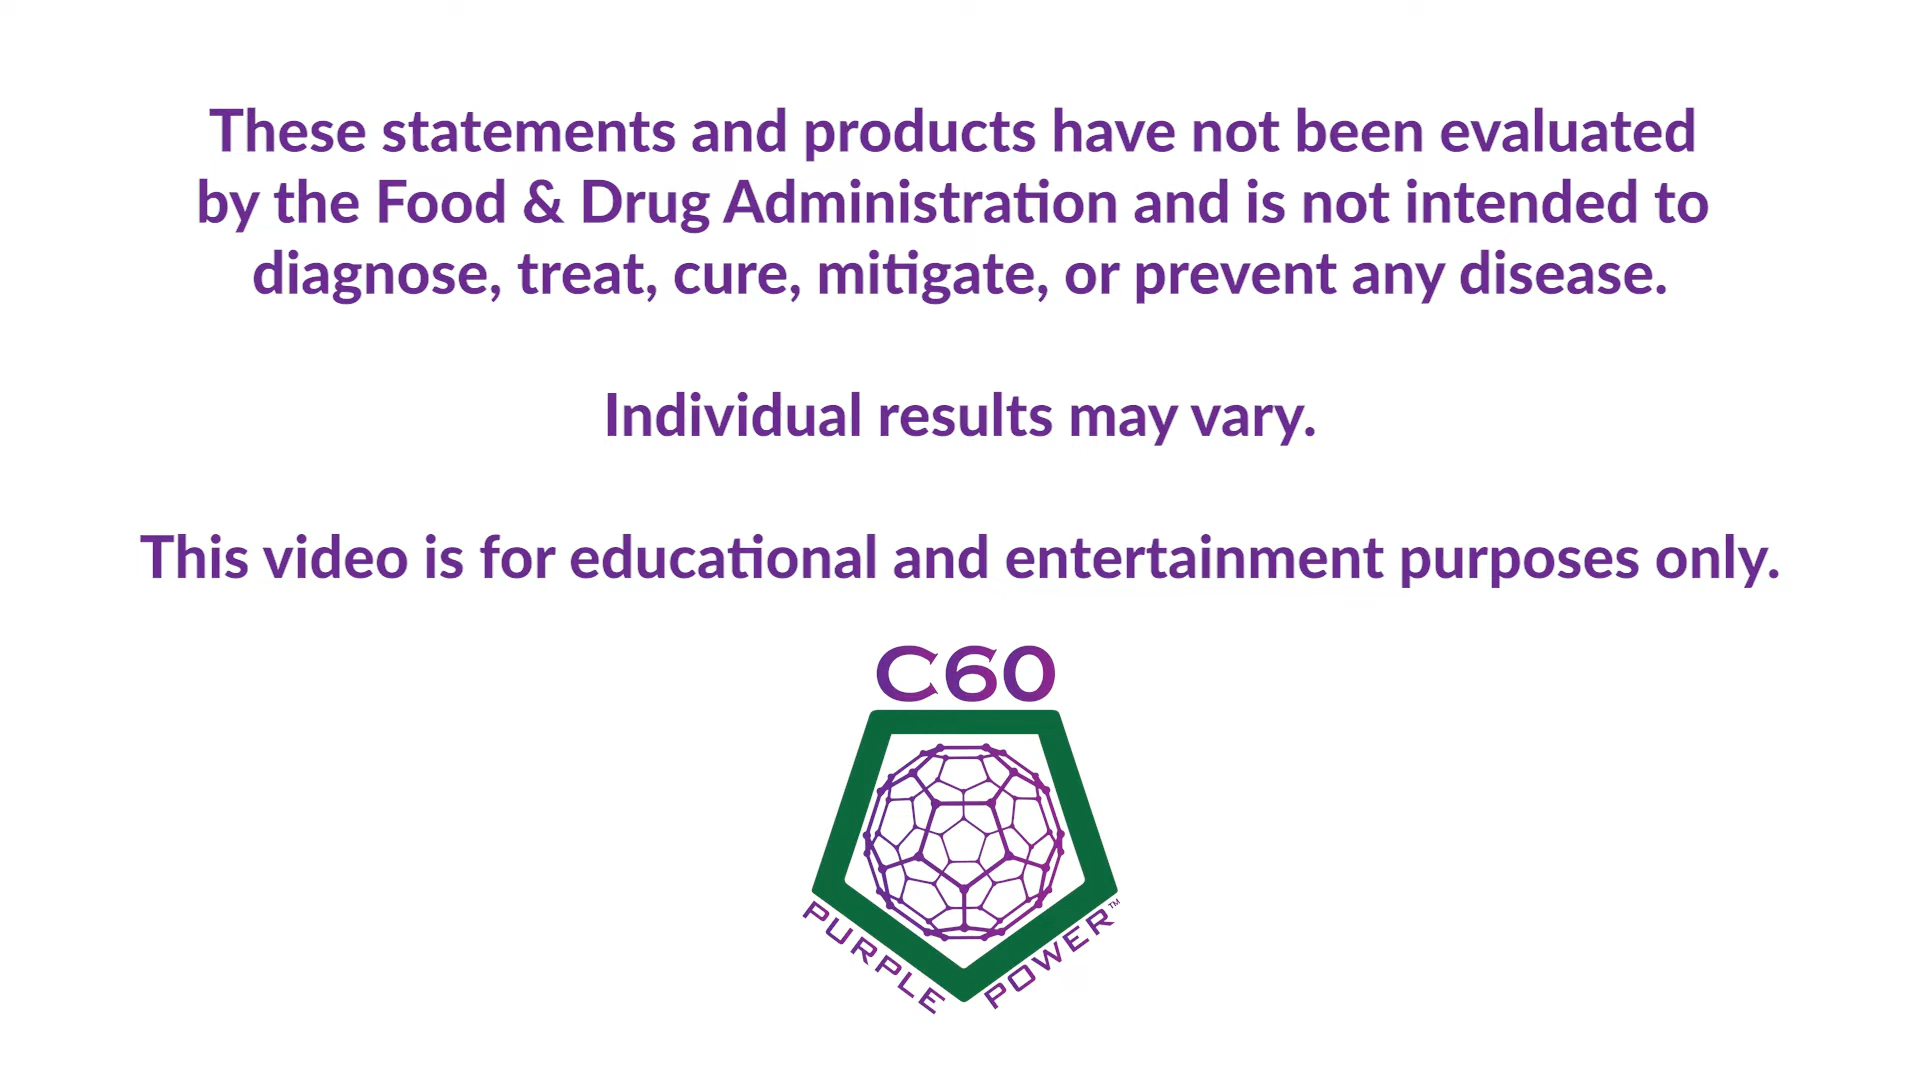 These statements and products have not been evaluated
by the Food & Drug Administration and is not intended to
diagnose, treat, cure, mitigate, or prevent any disease.
Individual results may vary.
This video is for educational and entertainment purposes only.
C60
PURPLE POWER™